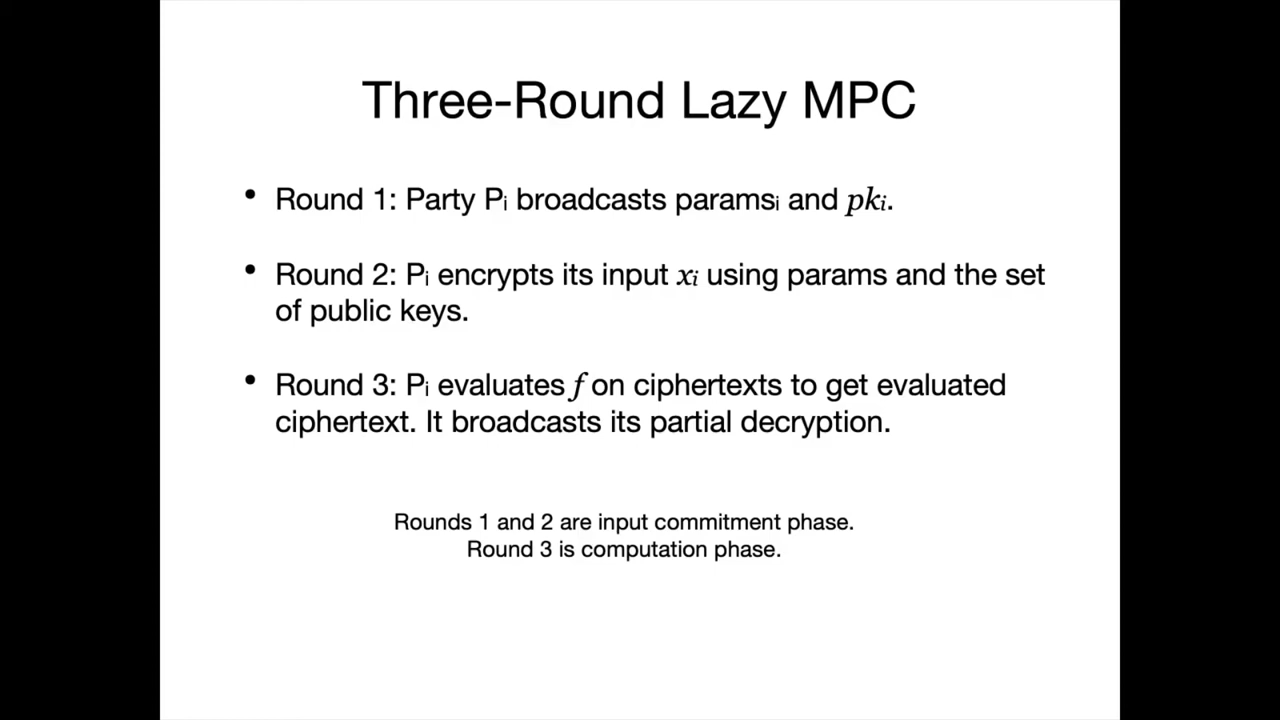 Three-Round Lazy MPC
• Round 1: Party Pᵢ broadcasts paramsᵢ and pkᵢ.
• Round 2: Pᵢ encrypts its input xᵢ using params and the set
of public keys.
• Round 3: Pᵢ evaluates f on ciphertexts to get evaluated
ciphertext. It broadcasts its partial decryption.
Rounds 1 and 2 are input commitment phase.
Round 3 is computation phase.